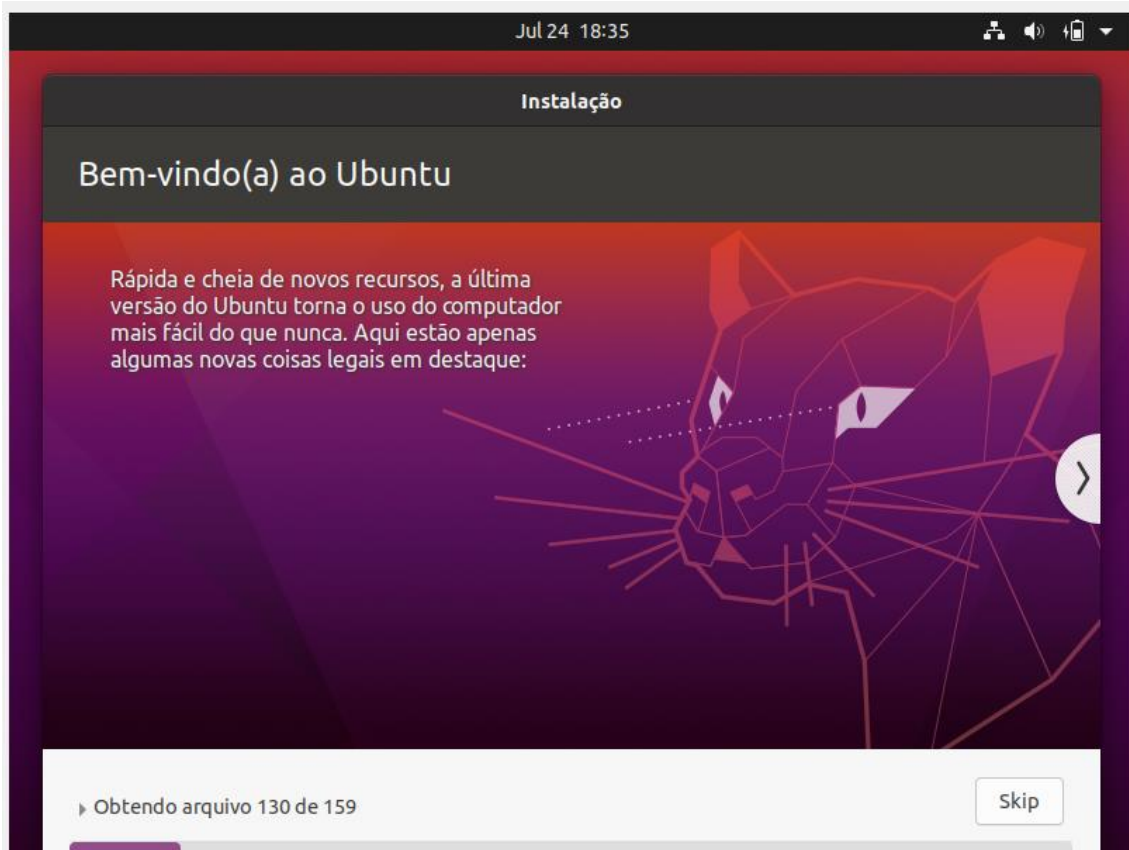 Jul 24 18:35
Instalação
Bem-vindo(a) ao Ubuntu
Rápida e cheia de novos recursos, a última
versão do Ubuntu torna o uso do computador
mais fácil do que nunca. Aqui estão apenas
algumas novas coisas legais em destaque:
Obtendo arquivo 130 de 159
Skip